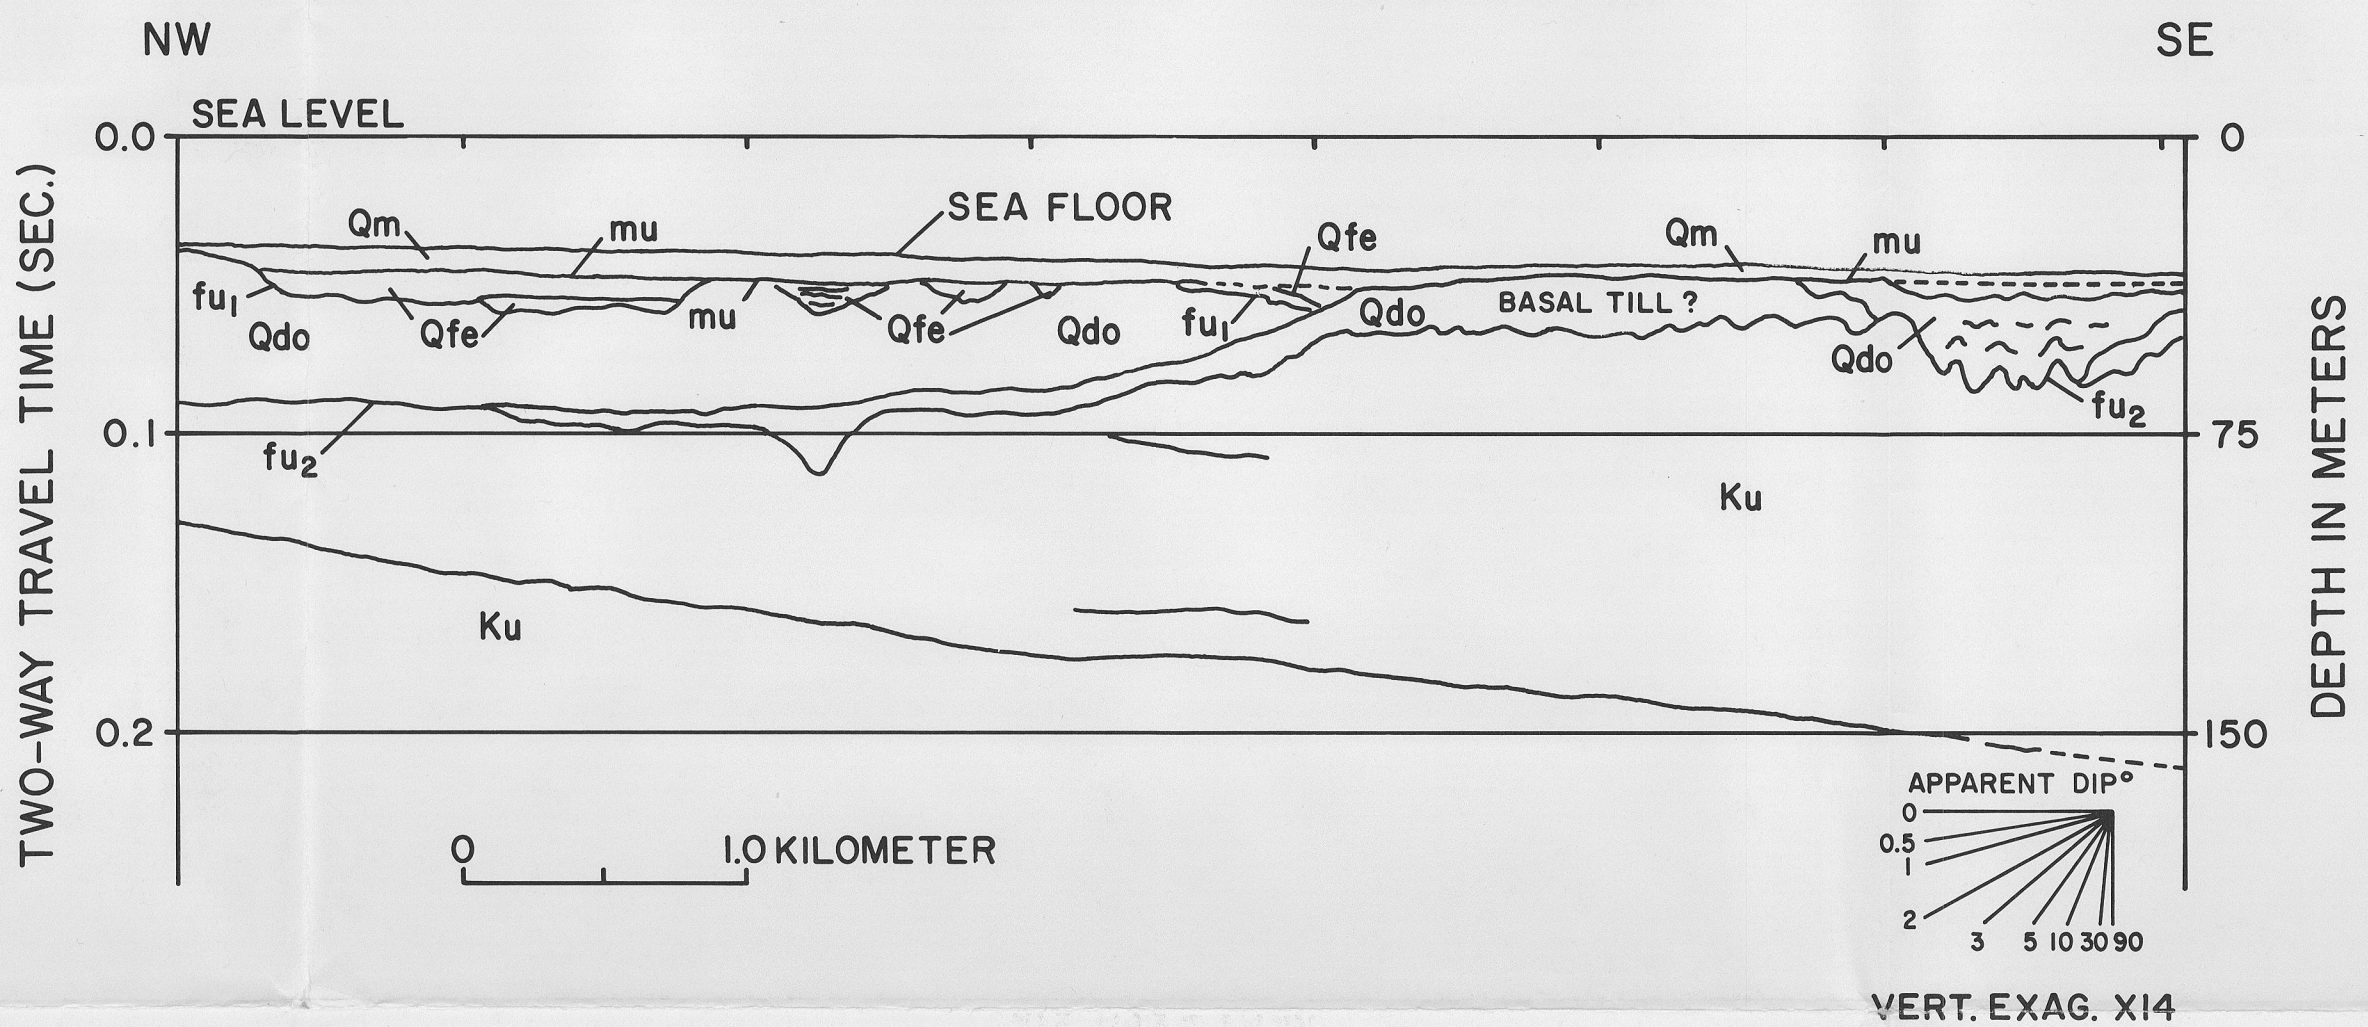 NW
SE
SEA LEVEL
0.0
0
SEA FLOOR
Qm
mu
Qfe
Qm
mu
fu1
Qdo
Qfe
mu
Qfe
Qdo
fu1
Qdo
BASAL TILL ?
Qdo
fu2
0.1
75
fu2
Ku
Ku
0.2
150
TWO-WAY TRAVEL TIME (SEC.)
DEPTH IN METERS
APPARENT DIP°
0
0.5
1
2
3 5 10 30 90
0 1.0 KILOMETER
VERT. EXAG. X14